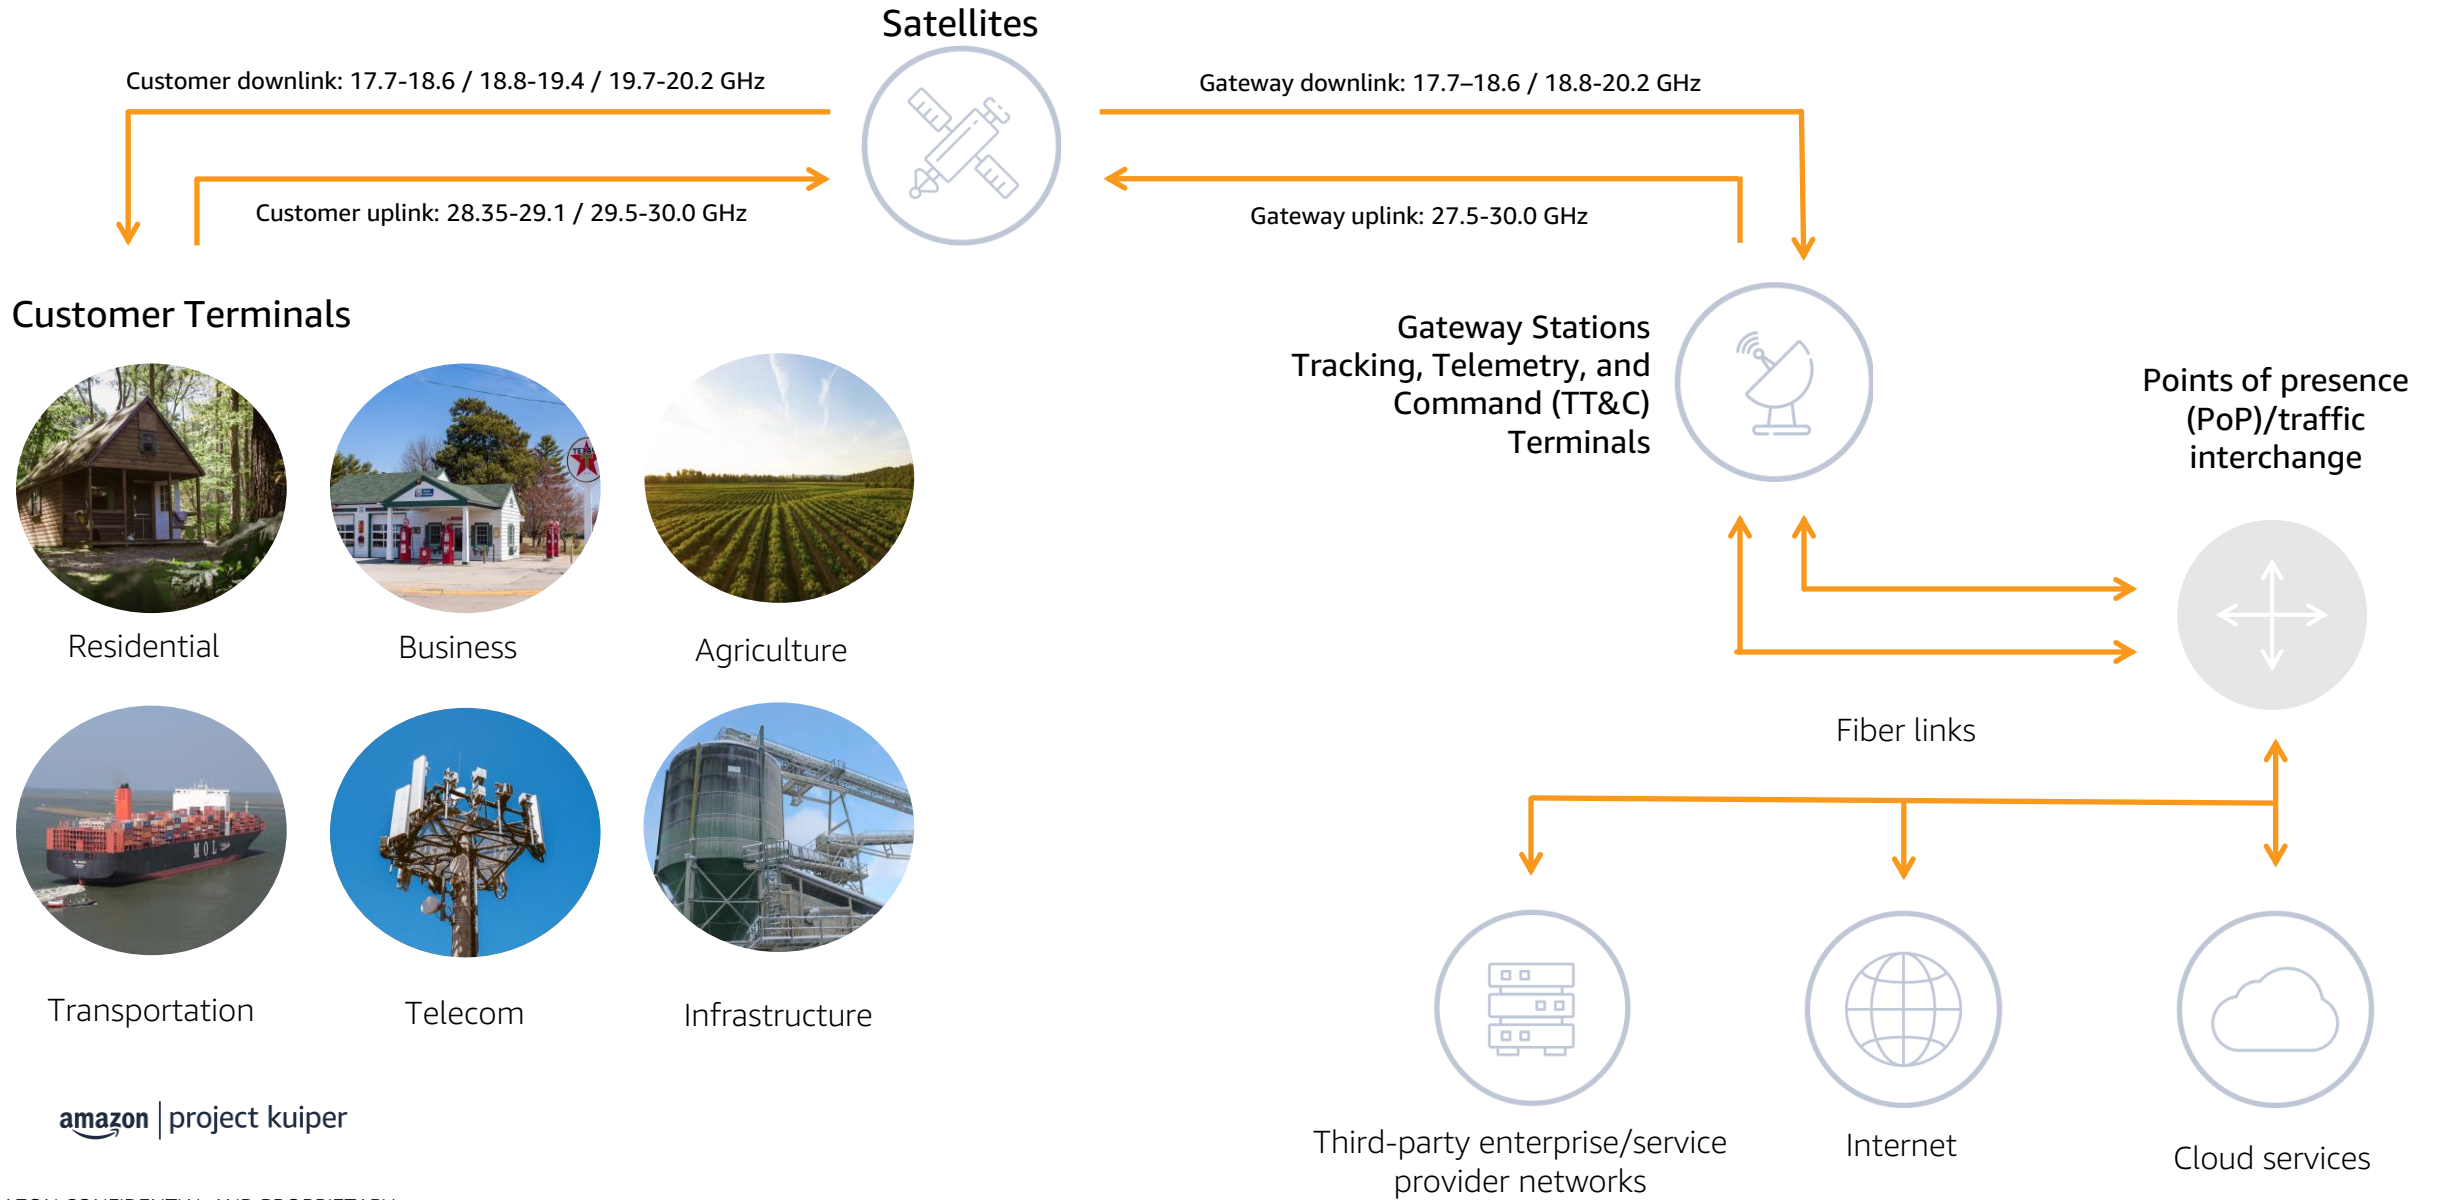 Satellites
Customer downlink: 17.7-18.6 / 18.8-19.4 / 19.7-20.2 GHz
Gateway downlink: 17.7–18.6 / 18.8-20.2 GHz
Customer uplink: 28.35-29.1 / 29.5-30.0 GHz
Gateway uplink: 27.5-30.0 GHz
Customer Terminals
Gateway Stations
Tracking, Telemetry, and
Command (TT&C)
Terminals
Points of presence
(PoP)/traffic
interchange
Residential
Business
Agriculture
Fiber links
MOL
Transportation
Telecom
Infrastructure
amazon | project kuiper
Third-party enterprise/service
provider networks
Internet
Cloud services